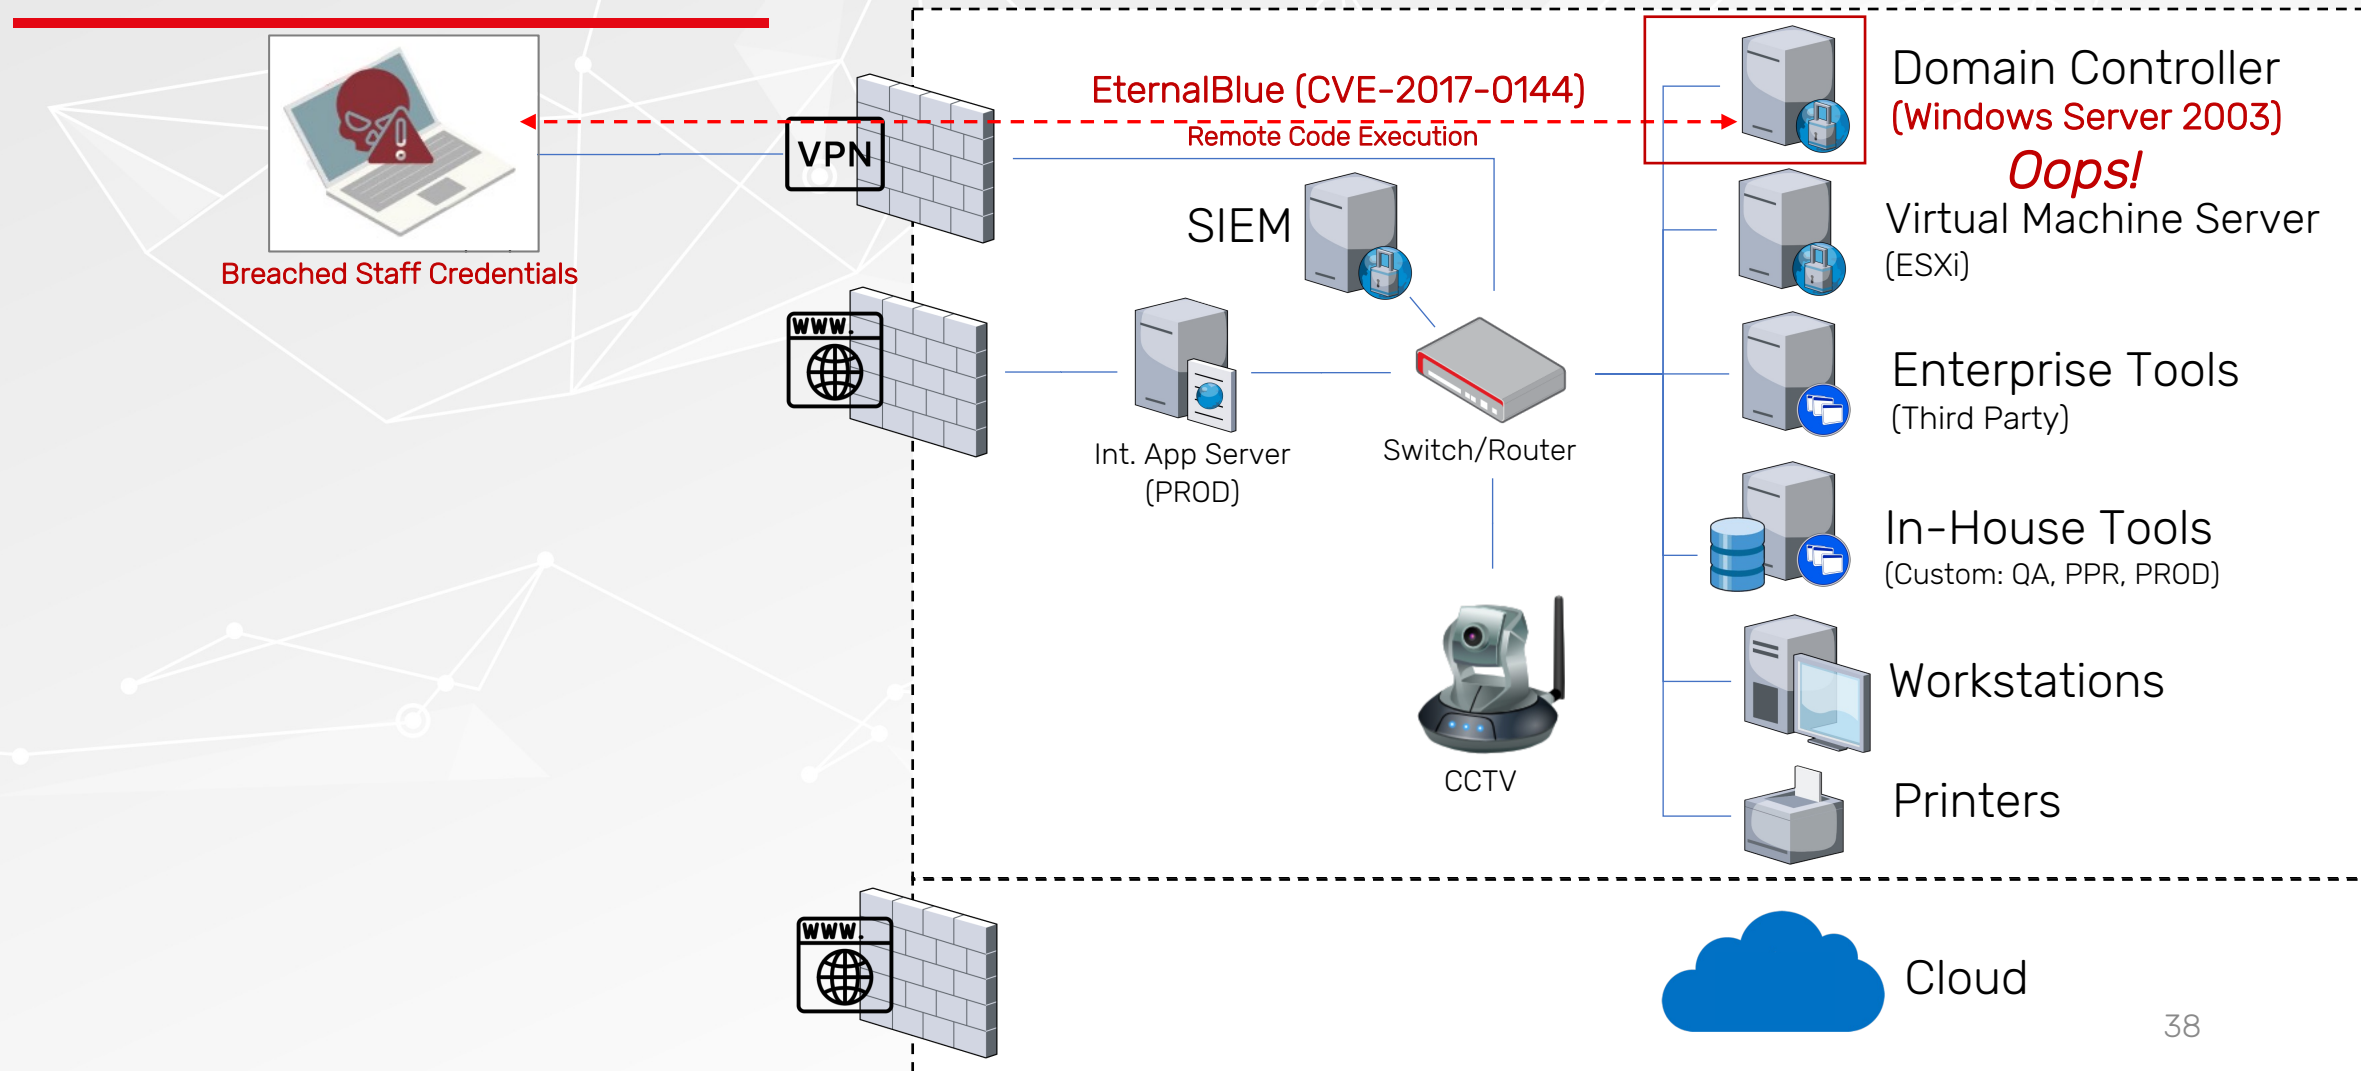 EternalBlue (CVE-2017-0144)
Remote Code Execution
Domain Controller
(Windows Server 2003)
Oops!
VPN
Breached Staff Credentials
SIEM
Virtual Machine Server
(ESXi)
WWW.
Int. App Server
(PROD)
Switch/Router
Enterprise Tools
(Third Party)
In-House Tools
(Custom: QA, PPR, PROD)
CCTV
Workstations
Printers
WWW.
Cloud
38